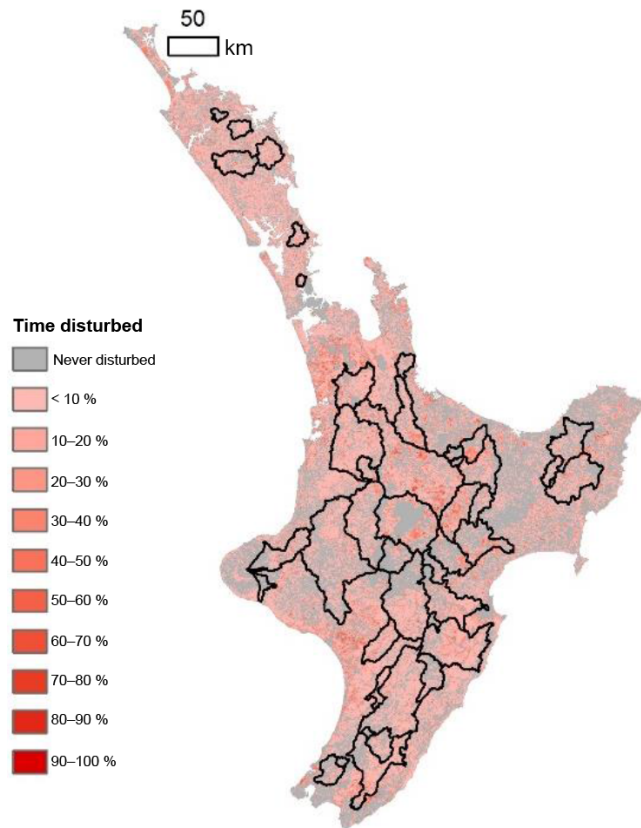 50
km
Time disturbed
Never disturbed
< 10 %
10–20 %
20–30 %
30–40 %
40–50 %
50–60 %
60–70 %
70–80 %
80–90 %
90–100 %